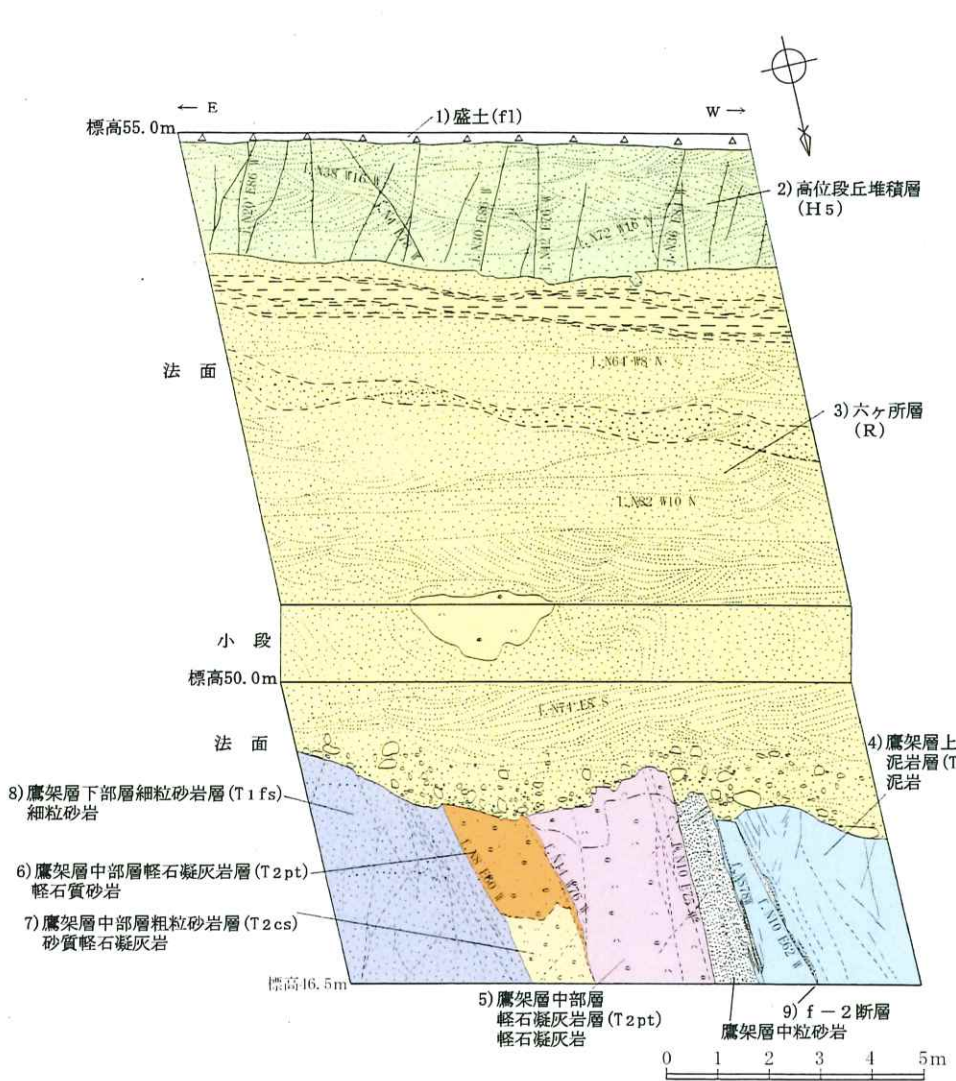 ← E
W →
標高55.0m
1) 盛土(fl)
2) 高位段丘堆積層
(H5)
法 面
L.N64 W8 N
3) 六ヶ所層
(R)
L.N82 W10 N
小 段
標高50.0m
L.N74 E8 S
法 面
4) 鷹架層上
泥岩層(T
泥岩
8) 鷹架層下部層細粒砂岩層(T1fs)
細粒砂岩
6) 鷹架層中部層軽石凝灰岩層(T2pt)
軽石質砂岩
7) 鷹架層中部層粗粒砂岩層(T2cs)
砂質軽石凝灰岩
標高46.5m
5) 鷹架層中部層
軽石凝灰岩層(T2pt)
軽石凝灰岩
9) f-2断層
鷹架層中粒砂岩
0 1 2 3 4 5m